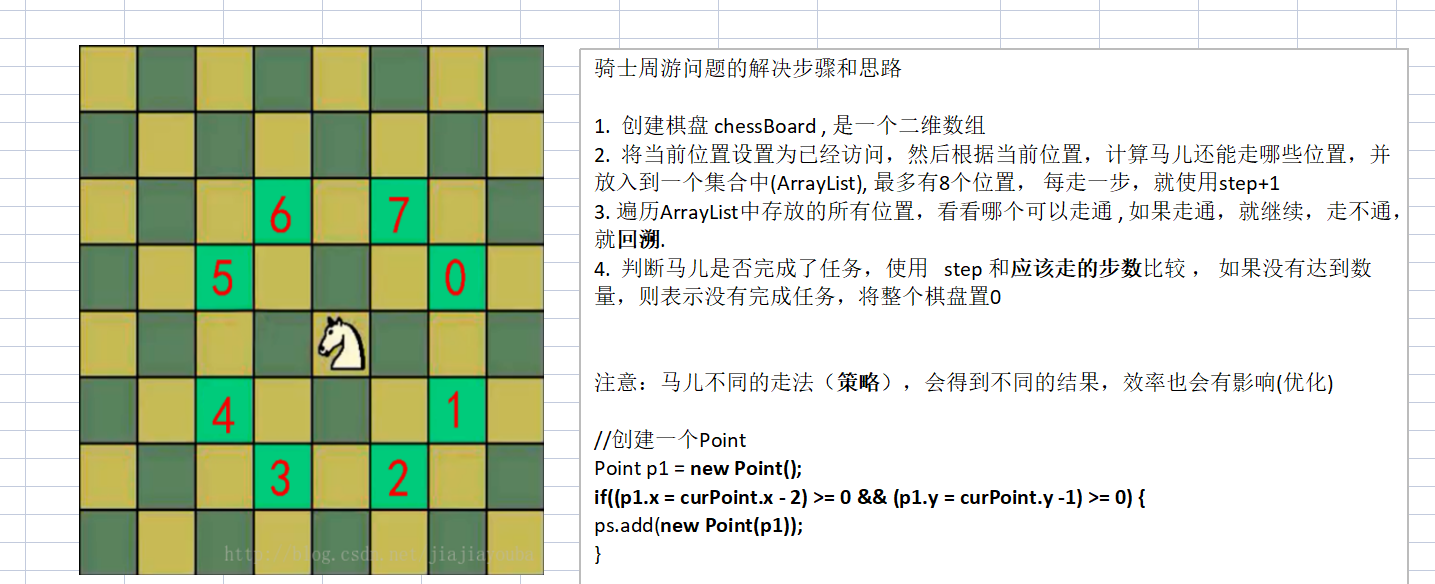 6 7
5 0
4 1
3 2
骑士周游问题的解决步骤和思路
1. 创建棋盘 chessBoard , 是一个二维数组
2. 将当前位置设置为已经访问，然后根据当前位置，计算马儿还能走哪些位置，并
放入到一个集合中(ArrayList), 最多有8个位置， 每走一步，就使用step+1
3. 遍历ArrayList中存放的所有位置，看看哪个可以走通 , 如果走通，就继续，走不通，
就回溯.
4. 判断马儿是否完成了任务，使用 step 和应该走的步数比较 ， 如果没有达到数
量，则表示没有完成任务，将整个棋盘置0
注意：马儿不同的走法（策略），会得到不同的结果，效率也会有影响(优化)
//创建一个Point
Point p1 = new Point();
if((p1.x = curPoint.x - 2) >= 0 && (p1.y = curPoint.y -1) >= 0) {
ps.add(new Point(p1));
}